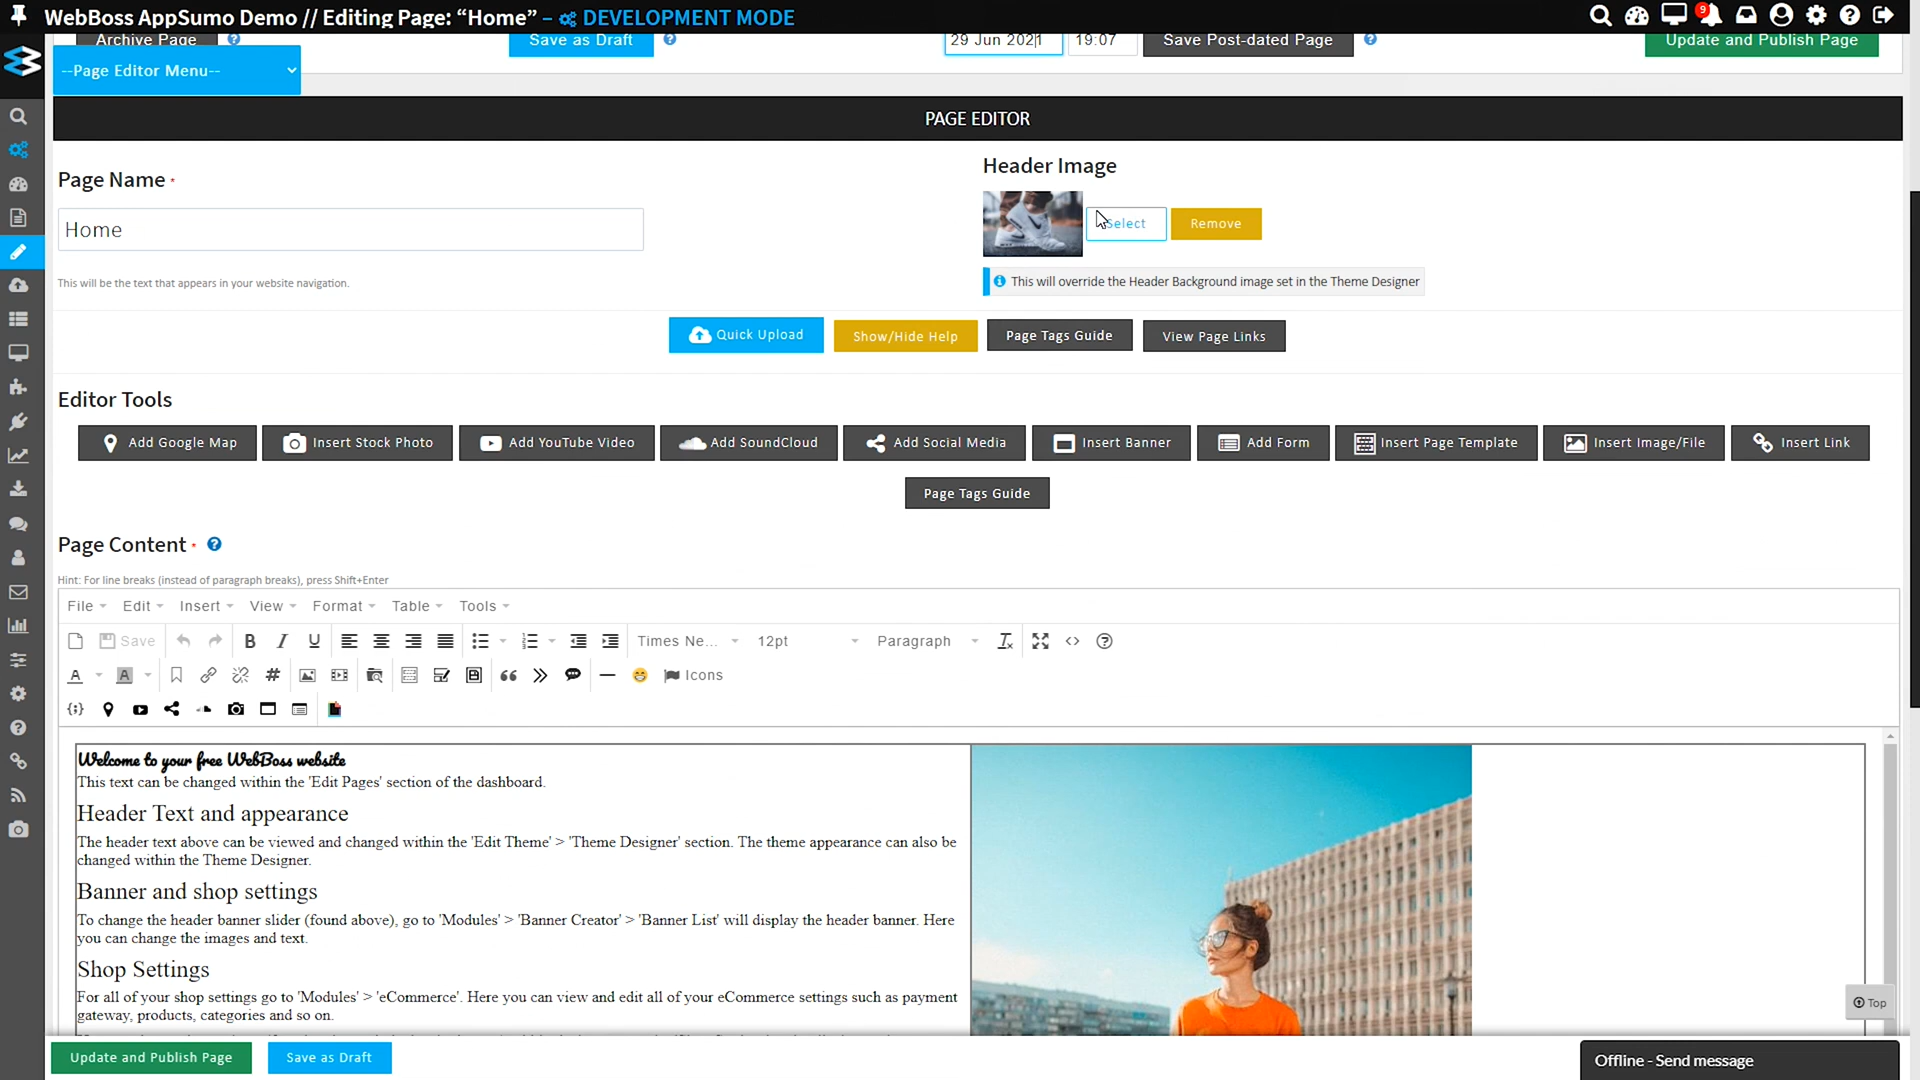 WebBoss AppSumo Demo // Editing Page: “Home” – DEVELOPMENT MODE
9
Archive Page
Save as Draft
29 Jun 2021
19:07
Save Post-dated Page
Update and Publish Page
--Page Editor Menu--
PAGE EDITOR
Page Name *
Home
This will be the text that appears in your website navigation.
Header Image
Select
Remove
This will override the Header Background image set in the Theme Designer
Quick Upload
Show/Hide Help
Page Tags Guide
View Page Links
Editor Tools
Add Google Map
Insert Stock Photo
Add YouTube Video
Add SoundCloud
Add Social Media
Insert Banner
Add Form
Insert Page Template
Insert Image/File
Insert Link
Page Tags Guide
Page Content *
Hint: For line breaks (instead of paragraph breaks), press Shift+Enter
File Edit Insert View Format Table Tools
Save
Times Ne...
12pt
Paragraph
Icons
Welcome to your free WebBoss website
This text can be changed within the 'Edit Pages' section of the dashboard.
Header Text and appearance
The header text above can be viewed and changed within the 'Edit Theme' > 'Theme Designer' section. The theme appearance can also be
changed within the Theme Designer.
Banner and shop settings
To change the header banner slider (found above), go to 'Modules' > 'Banner Creator' > 'Banner List' will display the header banner. Here
you can change the images and text.
Shop Settings
For all of your shop settings go to 'Modules' > 'eCommerce'. Here you can view and edit all of your eCommerce settings such as payment
gateway, products, categories and so on.
Top
Update and Publish Page
Save as Draft
Offline - Send message